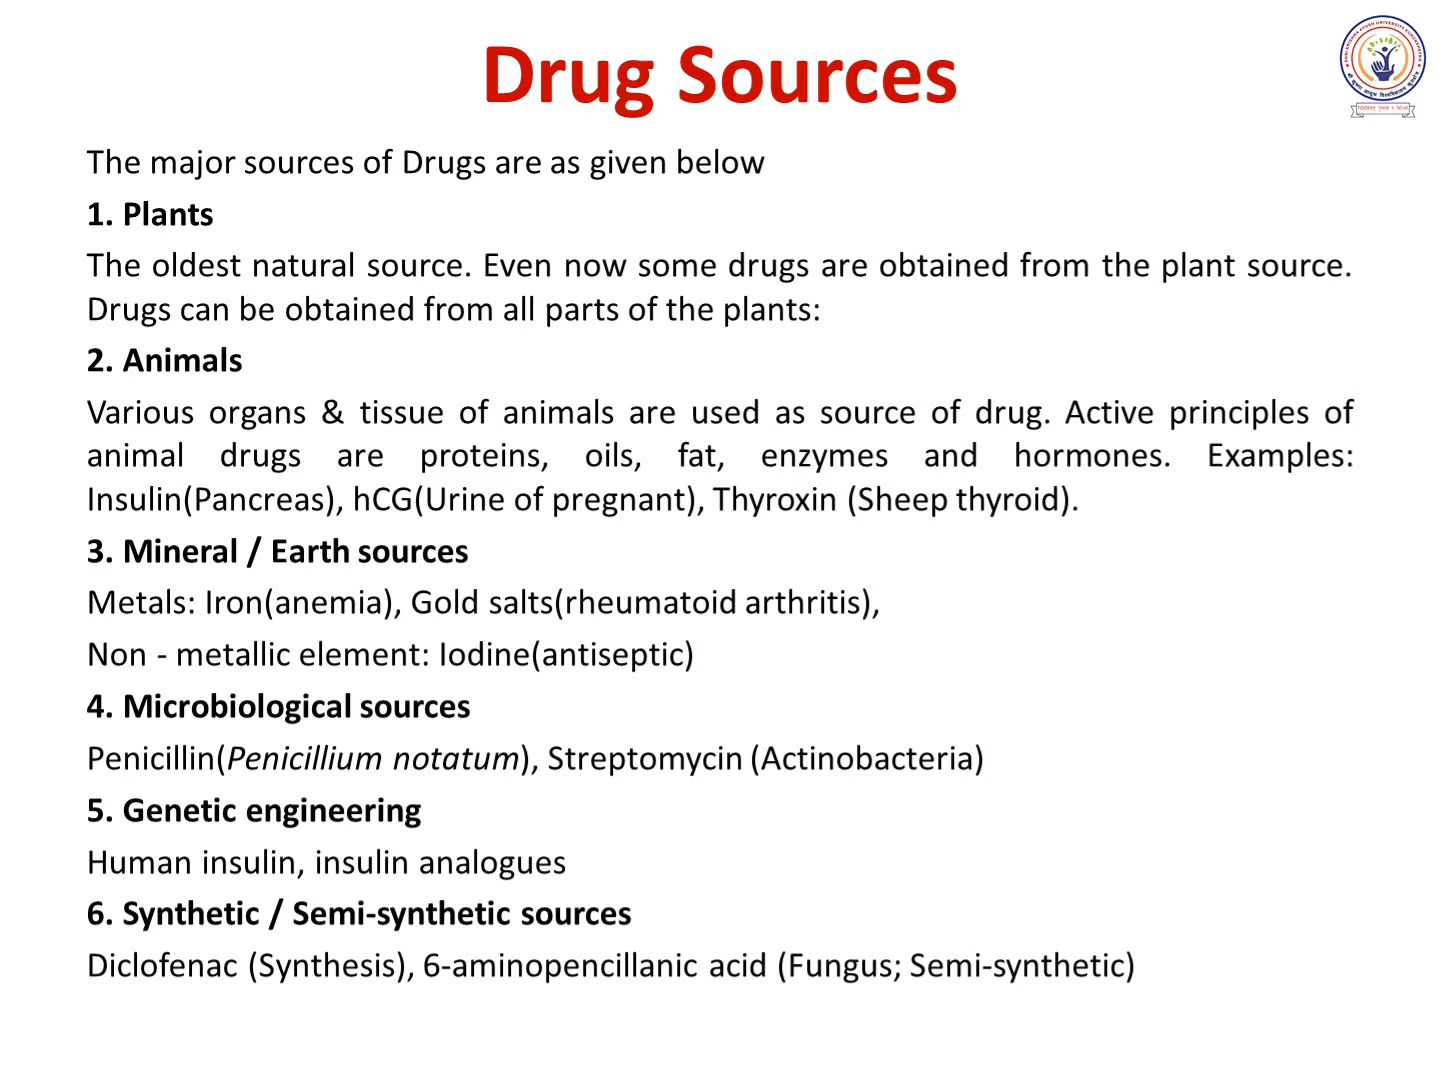 Drug Sources
The major sources of Drugs are as given below
1. Plants
The oldest natural source. Even now some drugs are obtained from the plant source.
Drugs can be obtained from all parts of the plants:
2. Animals
Various organs & tissue of animals are used as source of drug. Active principles of
animal drugs are proteins, oils, fat, enzymes and hormones. Examples:
Insulin(Pancreas), hCG(Urine of pregnant), Thyroxin (Sheep thyroid).
3. Mineral / Earth sources
Metals: Iron(anemia), Gold salts(rheumatoid arthritis),
Non - metallic element: Iodine(antiseptic)
4. Microbiological sources
Penicillin(Penicillium notatum), Streptomycin (Actinobacteria)
5. Genetic engineering
Human insulin, insulin analogues
6. Synthetic / Semi-synthetic sources
Diclofenac (Synthesis), 6-aminopencillanic acid (Fungus; Semi-synthetic)